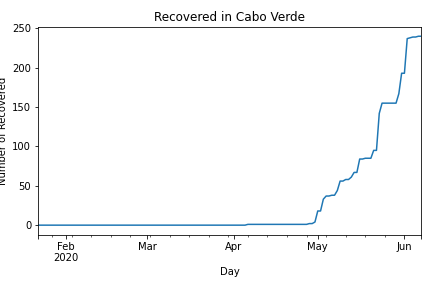 Recovered in Cabo Verde
Number of Recovered
250
200
150
100
50
0
Feb
2020
Mar
Apr
May
Jun
Day